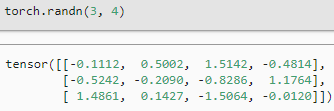 torch.randn(3, 4)
tensor([[-0.1112,  0.5002,  1.5142, -0.4814],
        [-0.5242, -0.2090, -0.8286,  1.1764],
        [ 1.4861,  0.1427, -1.5064, -0.0120]])